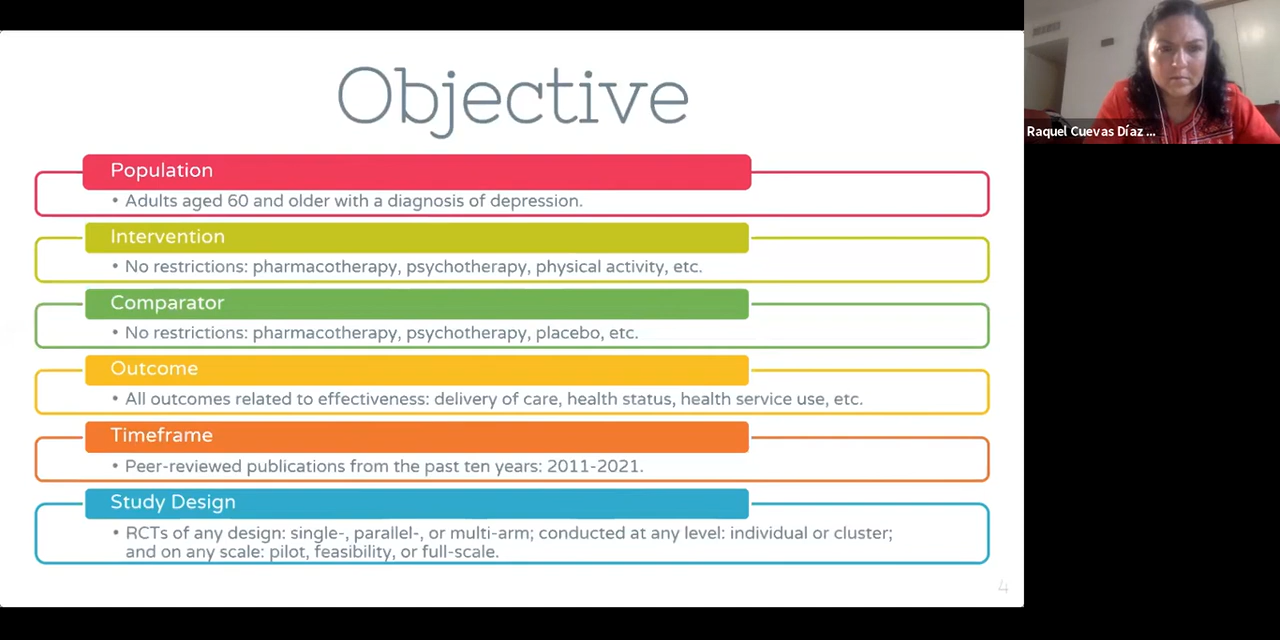 Objective
Raquel Cuevas Díaz ...
Population
• Adults aged 60 and older with a diagnosis of depression.
Intervention
• No restrictions: pharmacotherapy, psychotherapy, physical activity, etc.
Comparator
• No restrictions: pharmacotherapy, psychotherapy, placebo, etc.
Outcome
• All outcomes related to effectiveness: delivery of care, health status, health service use, etc.
Timeframe
• Peer-reviewed publications from the past ten years: 2011-2021.
Study Design
• RCTs of any design: single-, parallel-, or multi-arm; conducted at any level: individual or cluster;
and on any scale: pilot, feasibility, or full-scale.
4